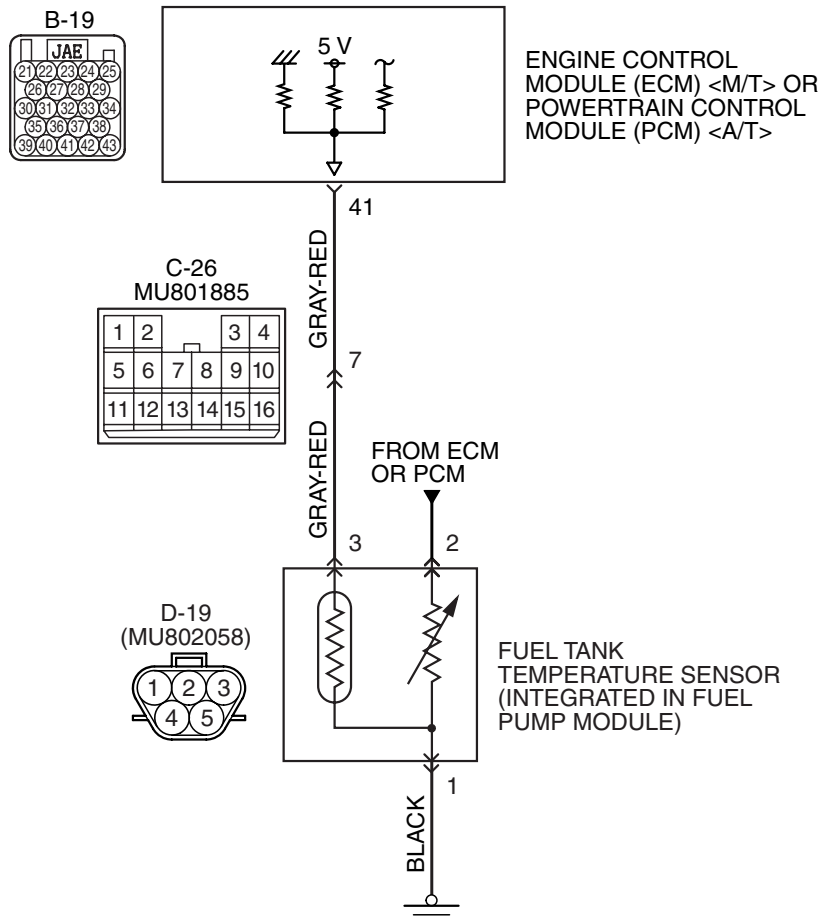 B-19
JAE
21 22 23 24 25
26 27 28 29
30 31 32 33 34
35 36 37 38
39 40 41 42 43
5 V
ENGINE CONTROL
MODULE (ECM) <M/T> OR
POWERTRAIN CONTROL
MODULE (PCM) <A/T>
41
GRAY-RED
C-26
MU801885
1 2 3 4
5 6 7 8 9 10
11 12 13 14 15 16
7
GRAY-RED
FROM ECM
OR PCM
3
2
D-19
(MU802058)
1 2 3
4 5
FUEL TANK
TEMPERATURE SENSOR
(INTEGRATED IN FUEL
PUMP MODULE)
1
BLACK